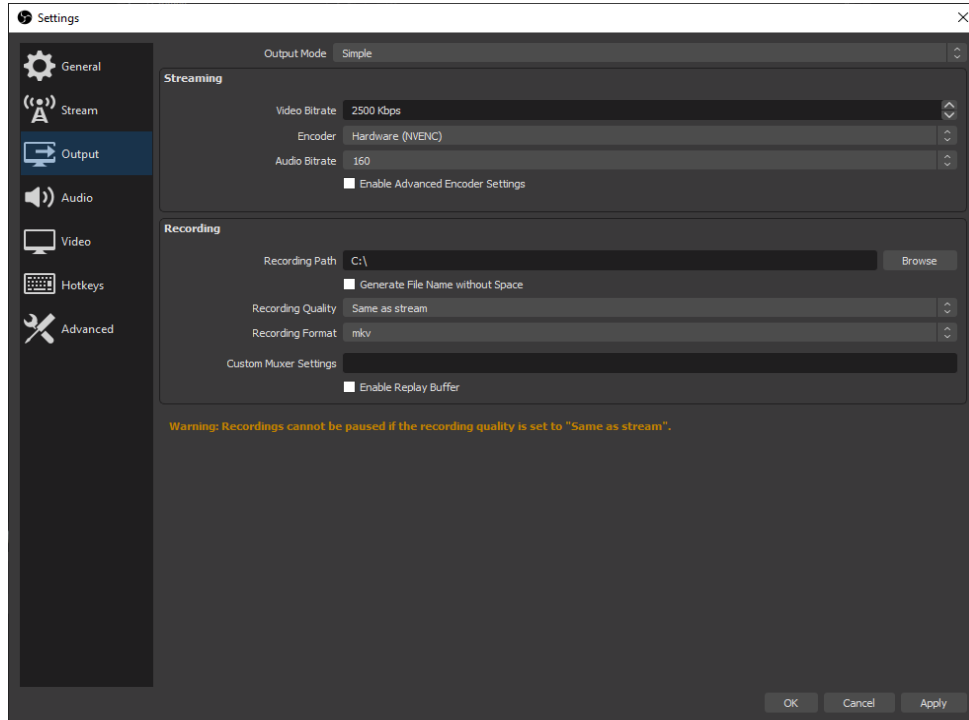 Settings
General
Stream
Output
Audio
Video
Hotkeys
Advanced
Output Mode Simple
Streaming
Video Bitrate 2500 Kbps
Encoder Hardware (NVENC)
Audio Bitrate 160
Enable Advanced Encoder Settings
Recording
Recording Path C:\ Browse
Generate File Name without Space
Recording Quality Same as stream
Recording Format mkv
Custom Muxer Settings
Enable Replay Buffer
Warning: Recordings cannot be paused if the recording quality is set to "Same as stream".
OK Cancel Apply